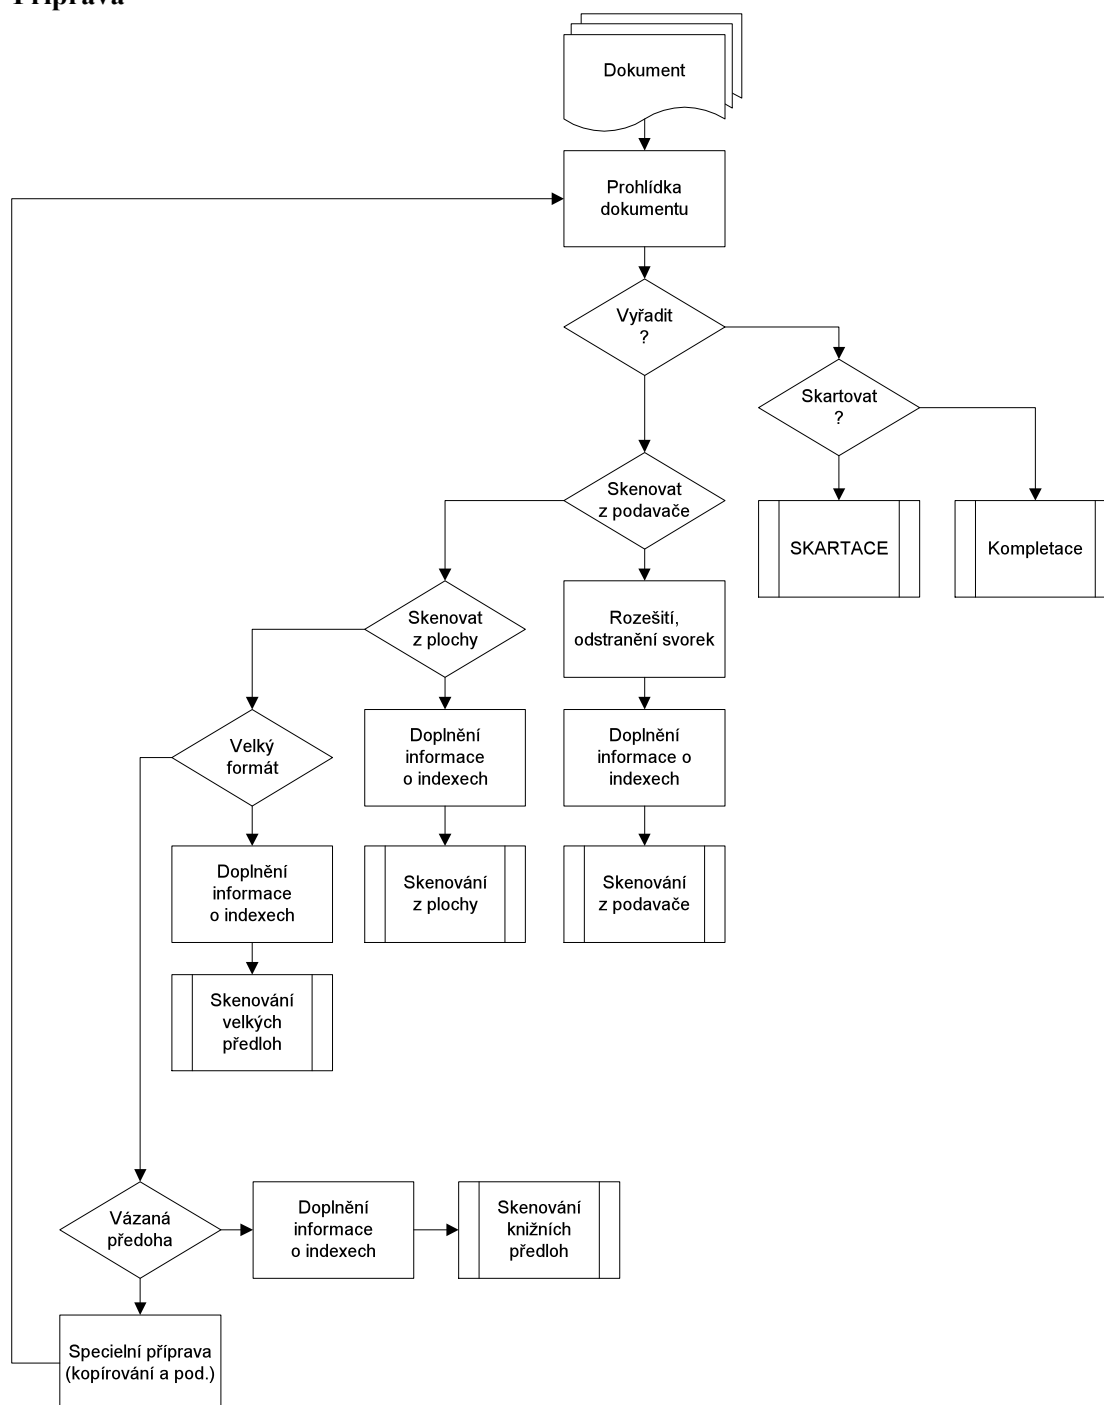 Příprava
Dokument
Prohlídka
dokumentu
Vyřadit
?
Skartovat
?
Skenovat
z podavače
SKARTACE
Kompletace
Skenovat
z plochy
Rozešití,
odstranění svorek
Velký
formát
Doplnění
informace
o indexech
Doplnění
informace o
indexech
Doplnění
informace
o indexech
Skenování
z plochy
Skenování
z podavače
Skenování
velkých
předloh
Vázaná
předoha
Doplnění
informace
o indexech
Skenování
knižních
předloh
Specielní příprava
(kopírování a pod.)